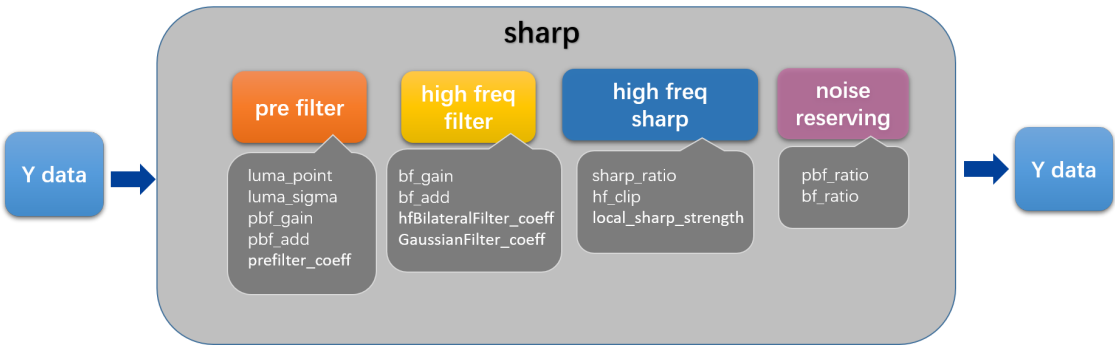 sharp
pre filter
high freq
filter
high freq
sharp
noise
reserving
Y data
luma_point
luma_sigma
pbf_gain
pbf_add
prefilter_coeff
bf_gain
bf_add
hfBilateralFilter_coeff
GaussianFilter_coeff
sharp_ratio
hf_clip
local_sharp_strength
pbf_ratio
bf_ratio
Y data